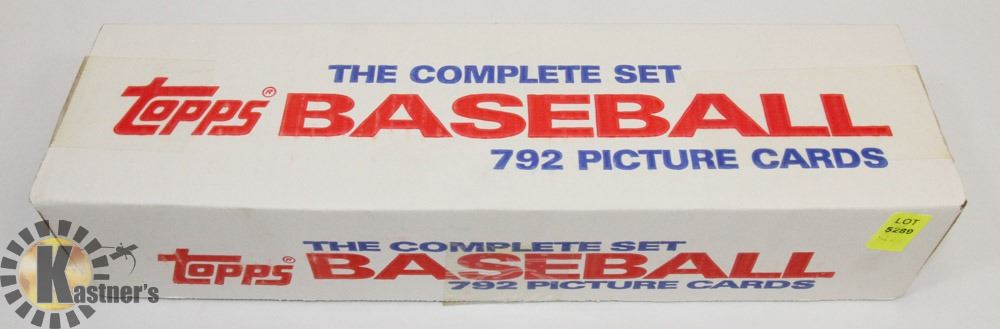 THE COMPLETE SET
topps® BASEBALL
792 PICTURE CARDS
LOT
5289
THE COMPLETE SET
topps® BASEBALL
792 PICTURE CARDS
Kastner's